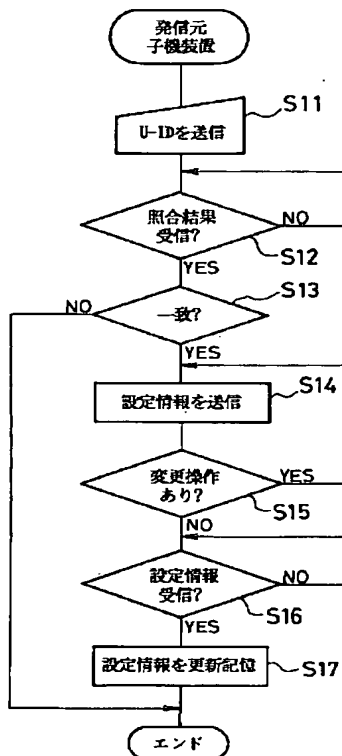 発信元
子機装置
S11
U-IDを送信
照合結果
受信?
NO
S12
YES
S13
NO
一致?
YES
S14
設定情報を送信
変更操作
あり?
YES
S15
NO
設定情報
受信?
NO
S16
YES
設定情報を更新記憶
S17
エンド